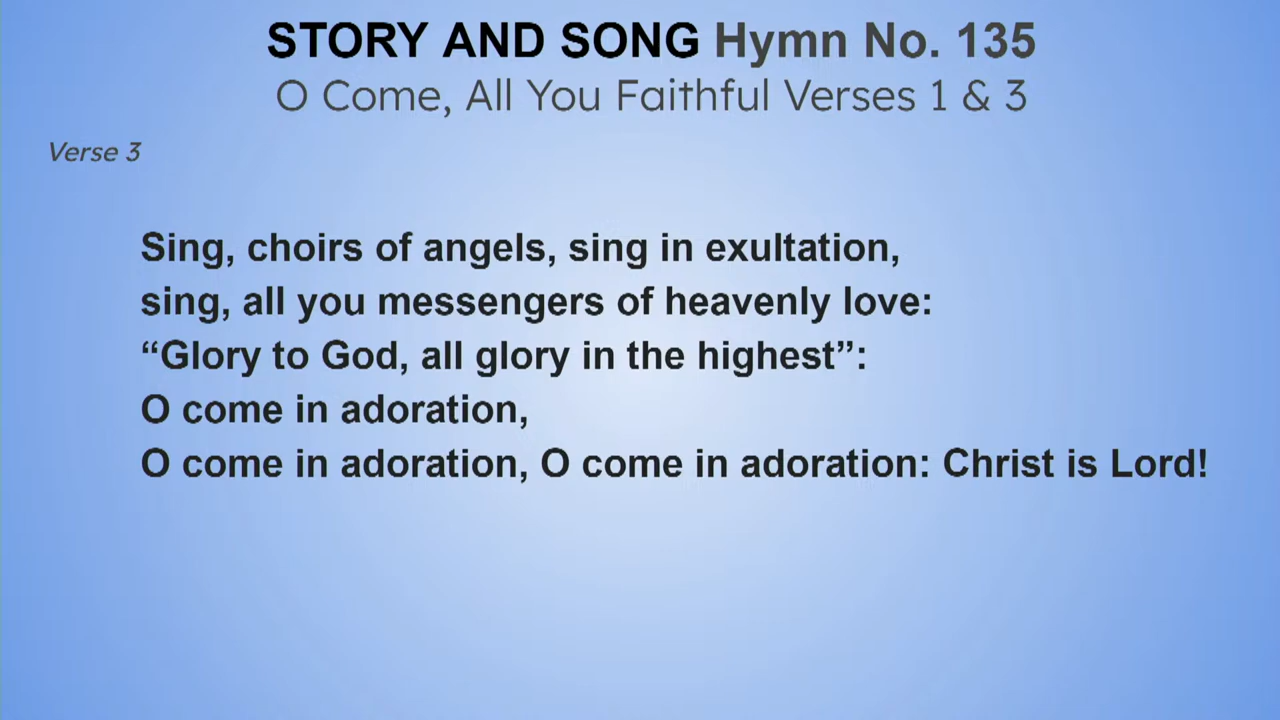 STORY AND SONG Hymn No. 135
O Come, All You Faithful Verses 1 & 3
Verse 3
Sing, choirs of angels, sing in exultation,
sing, all you messengers of heavenly love:
“Glory to God, all glory in the highest”:
O come in adoration,
O come in adoration, O come in adoration: Christ is Lord!